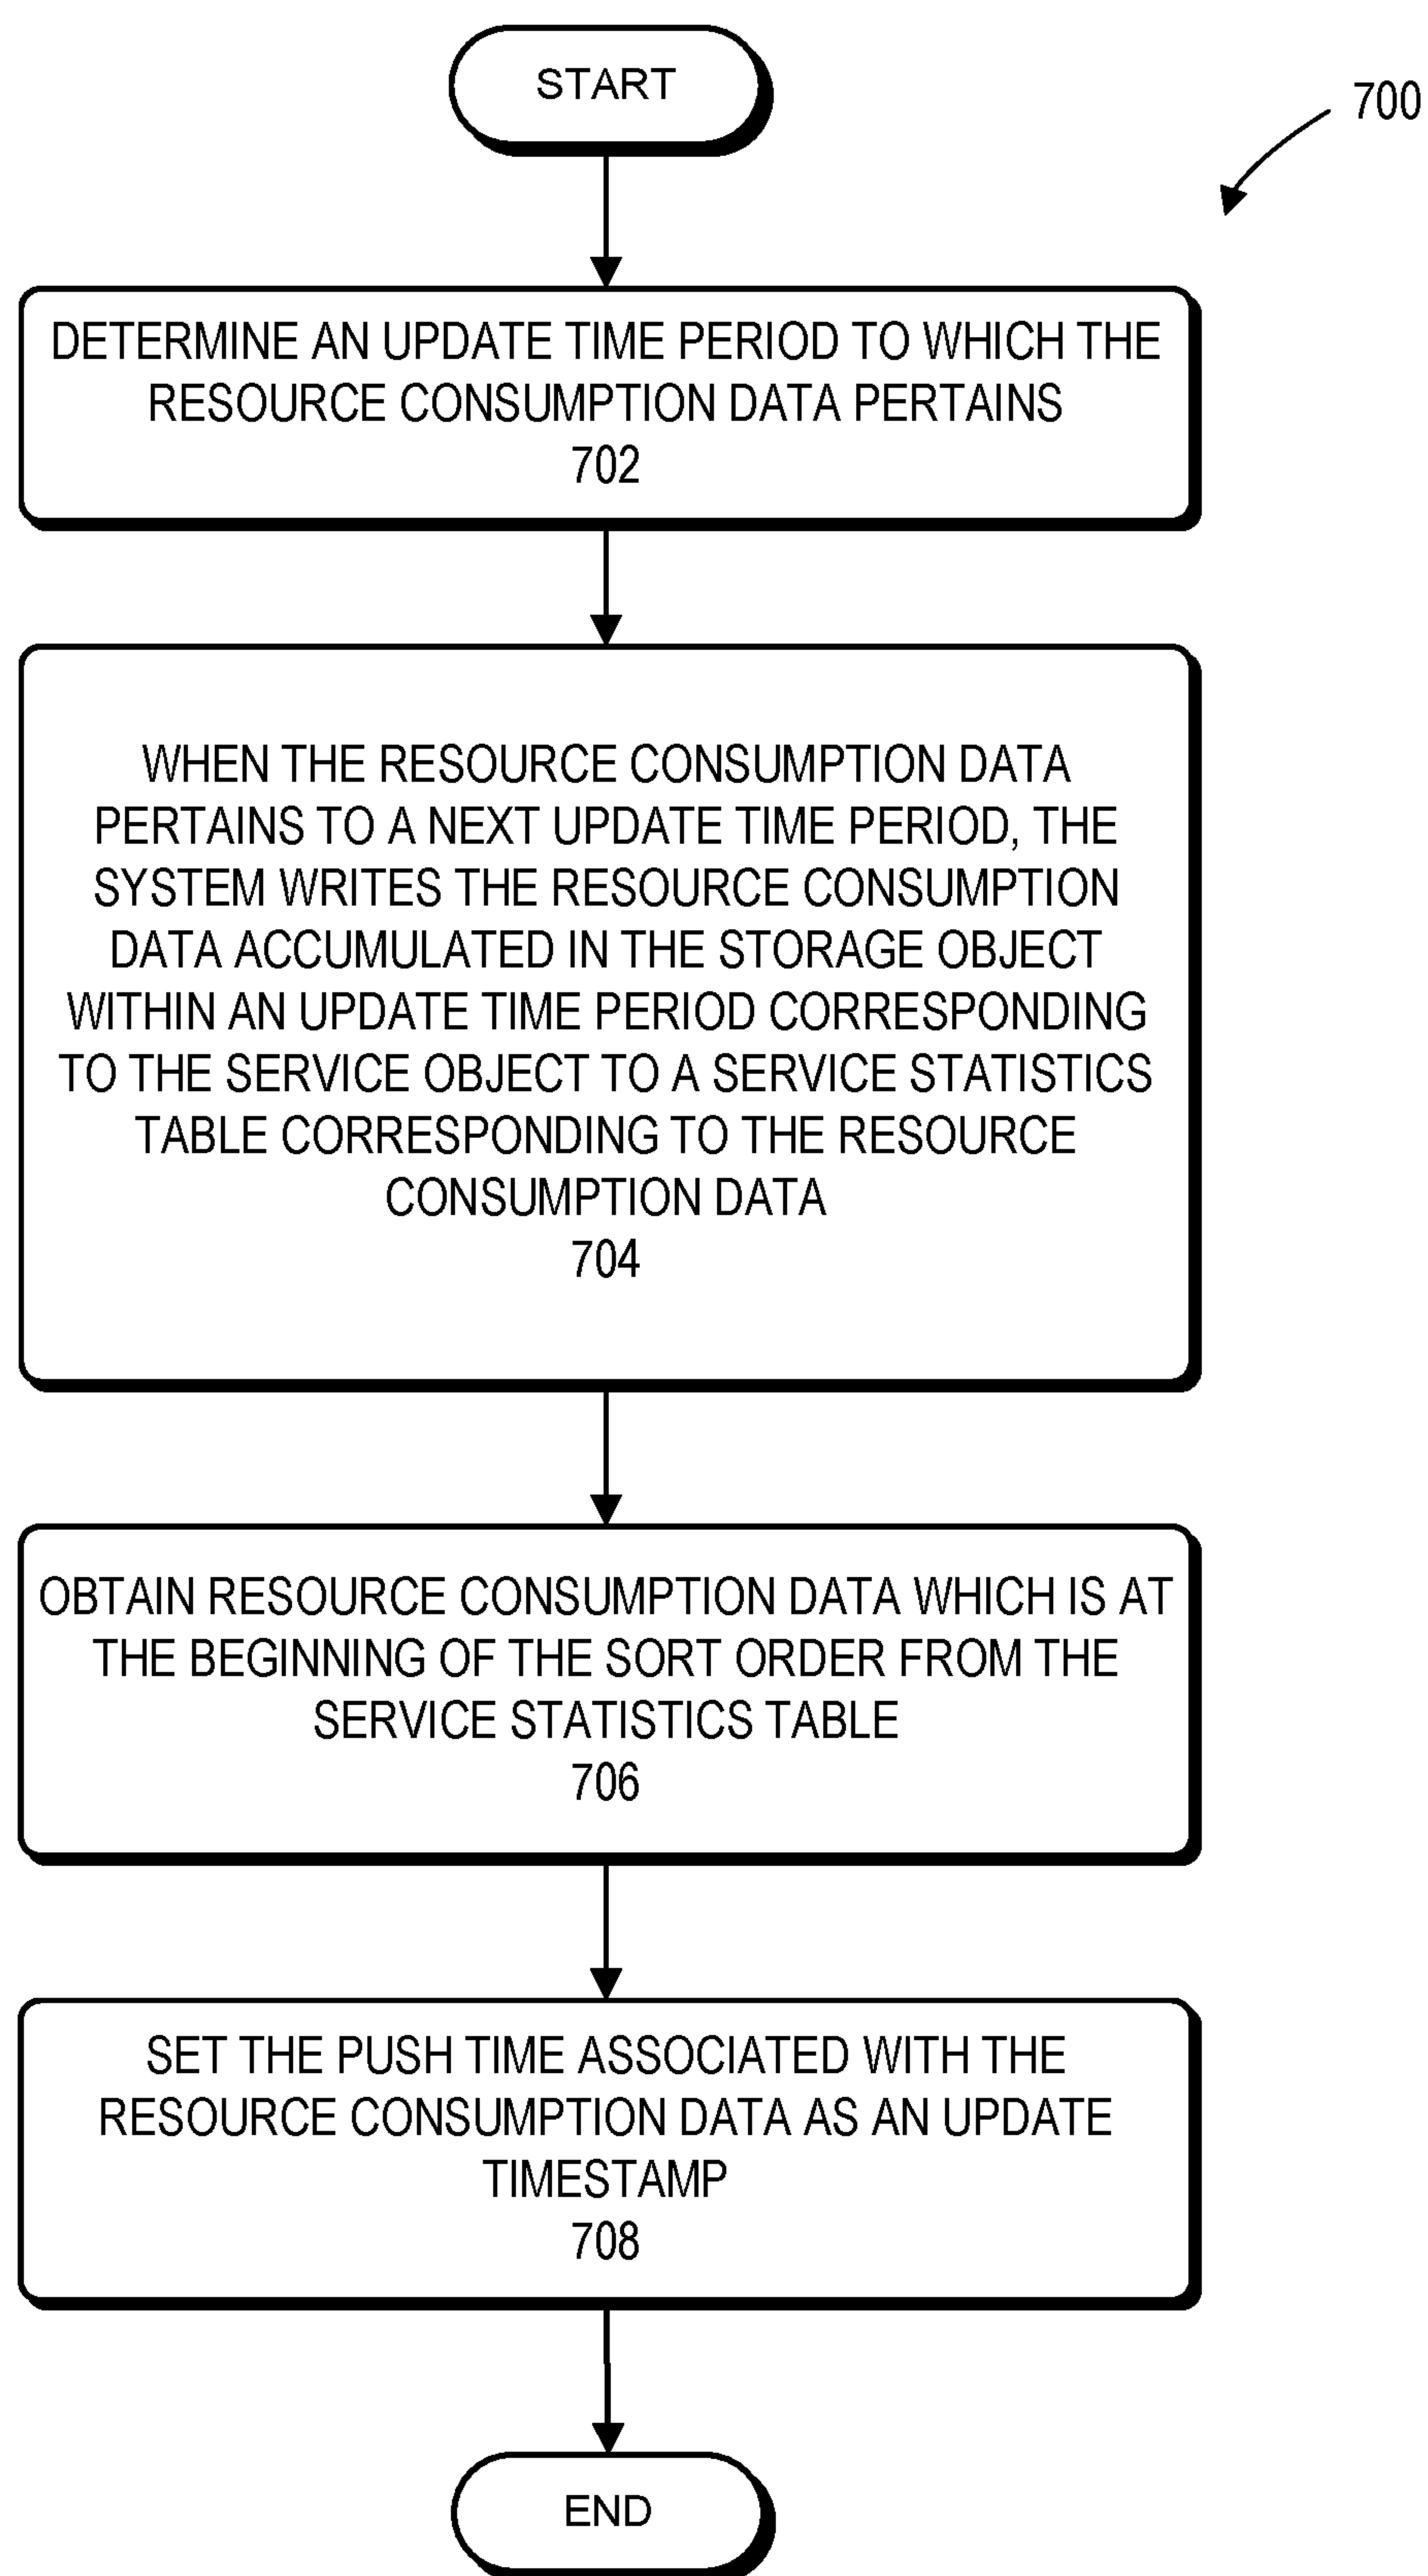 START
700
DETERMINE AN UPDATE TIME PERIOD TO WHICH THE
RESOURCE CONSUMPTION DATA PERTAINS
702
WHEN THE RESOURCE CONSUMPTION DATA
PERTAINS TO A NEXT UPDATE TIME PERIOD, THE
SYSTEM WRITES THE RESOURCE CONSUMPTION
DATA ACCUMULATED IN THE STORAGE OBJECT
WITHIN AN UPDATE TIME PERIOD CORRESPONDING
TO THE SERVICE OBJECT TO A SERVICE STATISTICS
TABLE CORRESPONDING TO THE RESOURCE
CONSUMPTION DATA
704
OBTAIN RESOURCE CONSUMPTION DATA WHICH IS AT
THE BEGINNING OF THE SORT ORDER FROM THE
SERVICE STATISTICS TABLE
706
SET THE PUSH TIME ASSOCIATED WITH THE
RESOURCE CONSUMPTION DATA AS AN UPDATE
TIMESTAMP
708
END